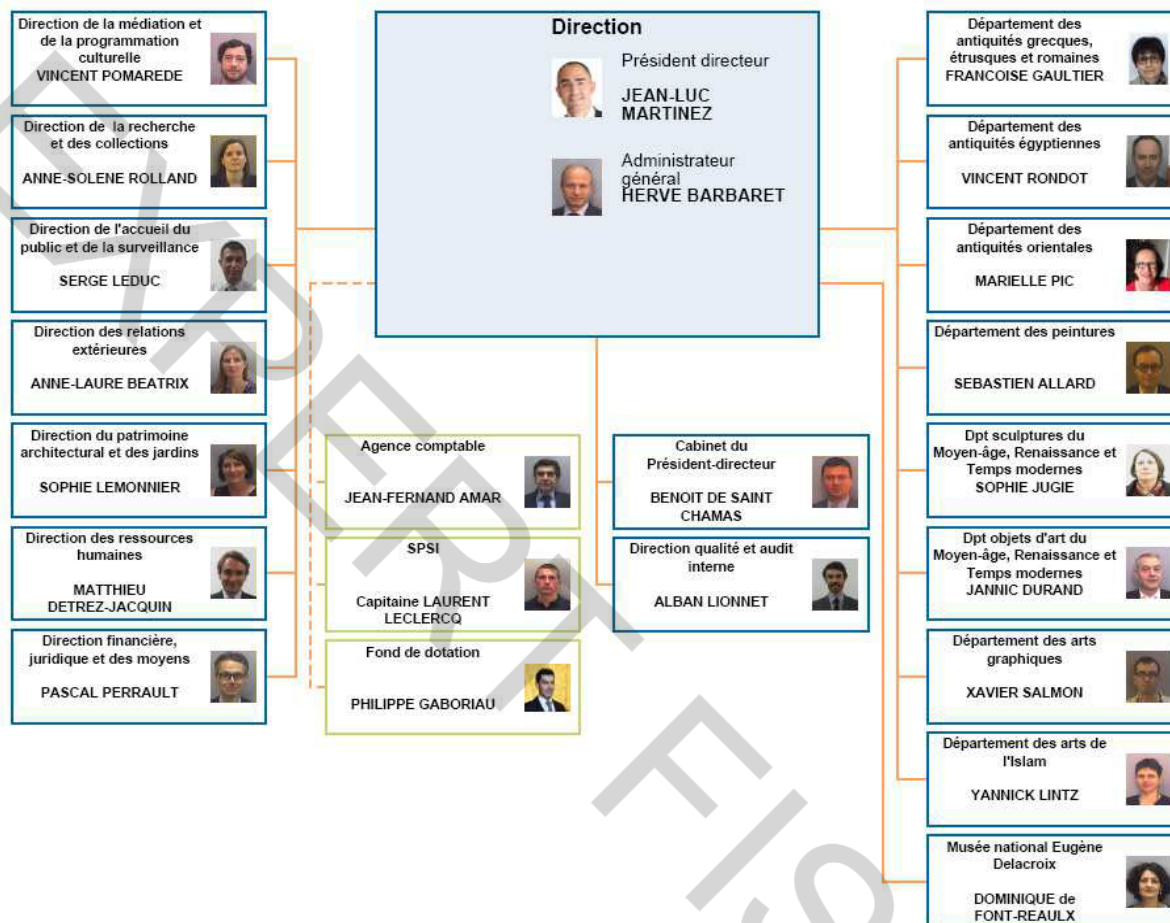 Direction de la médiation et
de la programmation
culturelle
VINCENT POMAREDE
Direction de la recherche
et des collections
ANNE-SOLENE ROLLAND
Direction de l'accueil du
public et de la surveillance
SERGE LEDUC
Direction des relations
extérieures
ANNE-LAURE BEATRIX
Direction du patrimoine
architectural et des jardins
SOPHIE LEMONNIER
Direction des ressources
humaines
MATTHIEU
DETREZ-JACQUIN
Direction financière,
juridique et des moyens
PASCAL PERRAULT
Direction
Président directeur
JEAN-LUC
MARTINEZ
Administrateur
général
HERVE BARBARET
Agence comptable
JEAN-FERNAND AMAR
SPSI
Capitaine LAURENT
LECLERCQ
Fond de dotation
PHILIPPE GABORIAU
Cabinet du
Président-directeur
BENOIT DE SAINT
CHAMAS
Direction qualité et audit
interne
ALBAN LIONNET
Département des
antiquités grecques,
étrusques et romaines
FRANCOISE GAULTIER
Département des
antiquités égyptiennes
VINCENT RONDOT
Département des
antiquités orientales
MARIELLE PIC
Département des peintures
SEBASTIEN ALLARD
Dpt sculptures du
Moyen-âge, Renaissance et
Temps modernes
SOPHIE JUGIE
Dpt objets d'art du
Moyen-âge, Renaissance et
Temps modernes
JANNIC DURAND
Département des arts
graphiques
XAVIER SALMON
Département des arts de
l'Islam
YANNICK LINTZ
Musée national Eugène
Delacroix
DOMINIQUE de
FONT-REAULX
EXPERT